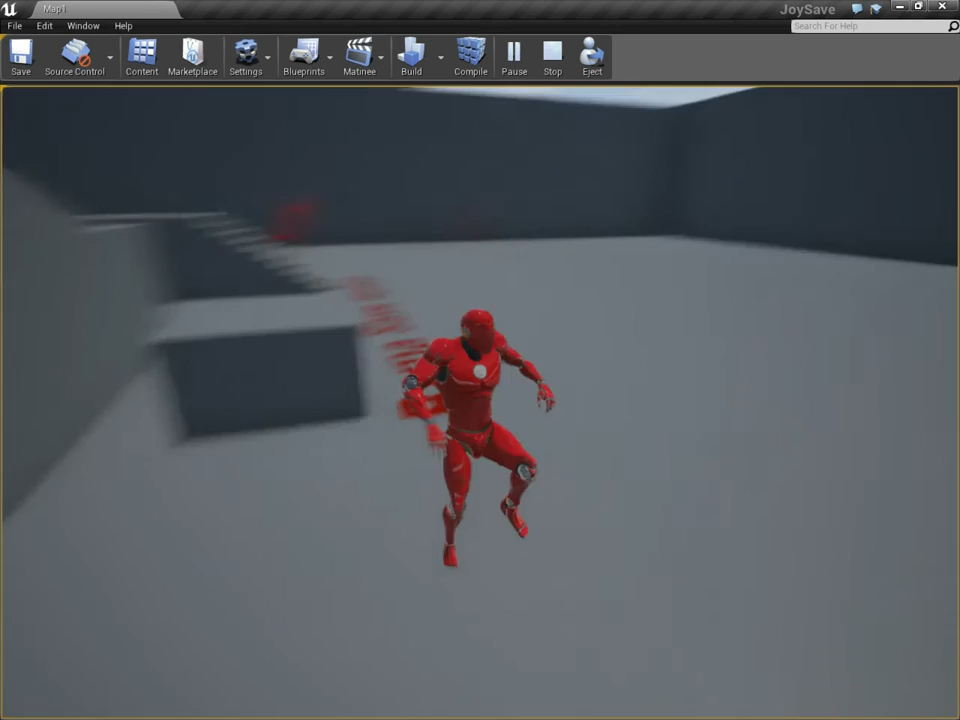 Map1
JoySave
File Edit Window Help
Search For Help
Save Source Control Content Marketplace Settings Blueprints Matinee Build Compile Pause Stop Eject